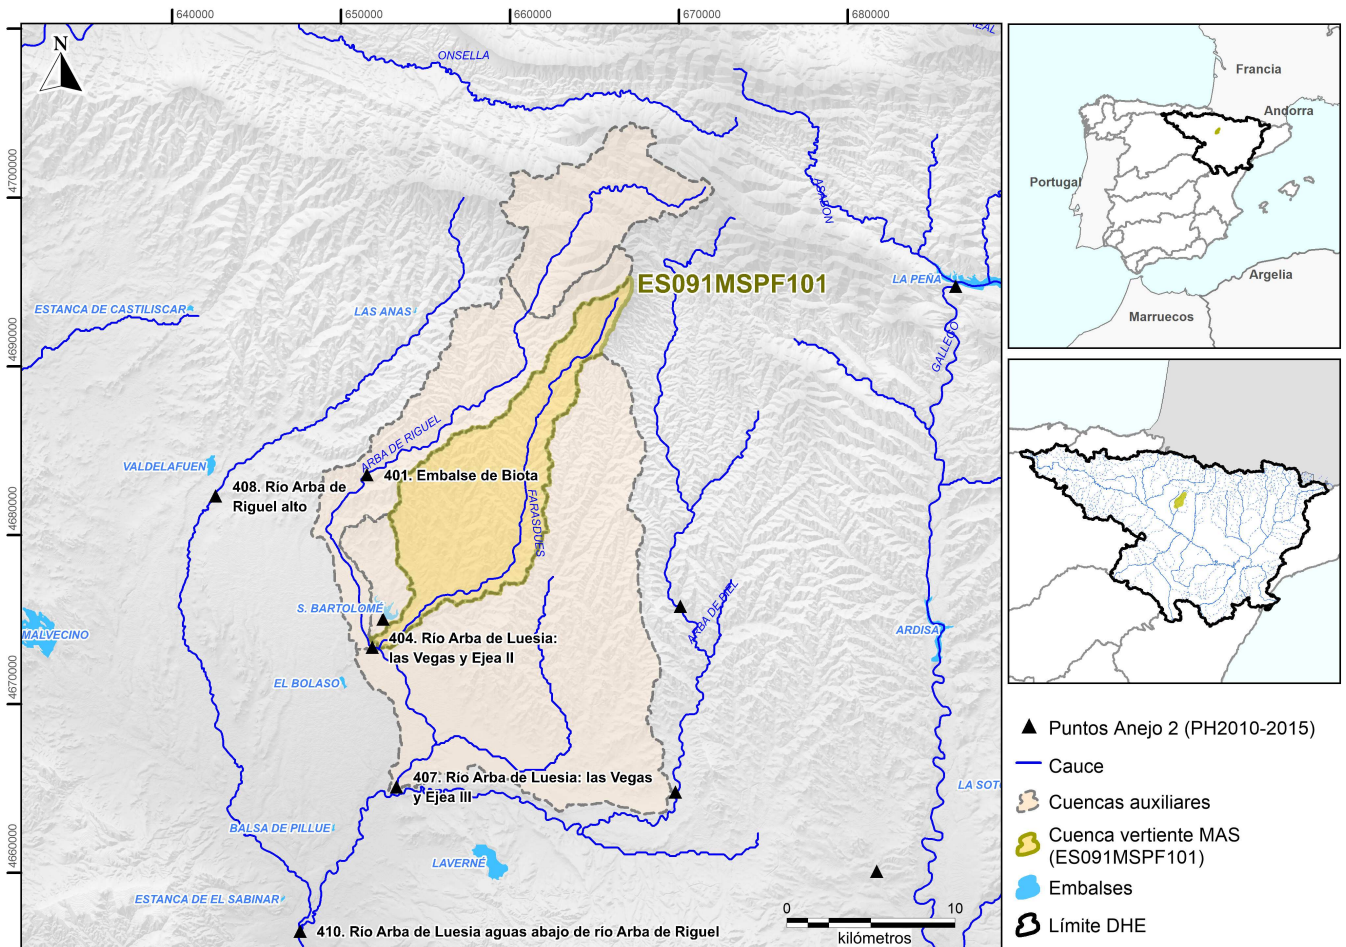 640000
650000
660000
670000
680000
4700000
4690000
4680000
4670000
4660000
N
ONSELLA
ASABON
LA PEÑA
GALLEGO
ESTANCA DE CASTILISCAR
LAS ANAS
ES091MSPF101
ARBA DE RIGUEL
VALDELAFUEN
408. Río Arba de
Riguel alto
401. Embalse de Biota
FARASDUES
S. BARTOLOMÉ
MALVECINO
404. Río Arba de Luesia:
las Vegas y Ejea II
ARBA DE BIEL
ARDISA
EL BOLASO
407. Río Arba de Luesia: las Vegas
y Ejea III
LA SOT
BALSA DE PILLUE
LAVERNÉ
ESTANCA DE EL SABINAR
410. Río Arba de Luesia aguas abajo de río Arba de Riguel
0
10
kilómetros
Francia
Andorra
Portugal
Argelia
Marruecos
Puntos Anejo 2 (PH2010-2015)
Cauce
Cuencas auxiliares
Cuenca vertiente MAS
(ES091MSPF101)
Embalses
Límite DHE